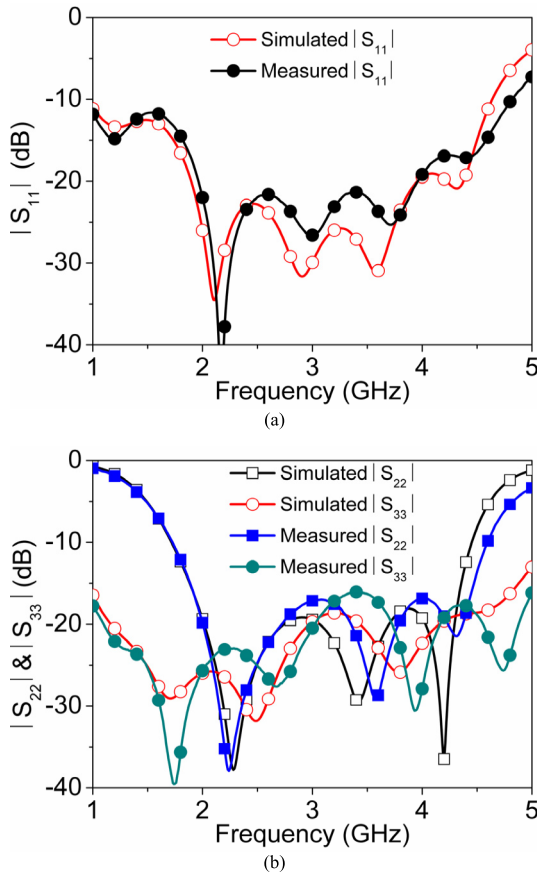 Simulated |S11|
Measured |S11|
|S11| (dB)
0
-10
-20
-30
-40
1 2 3 4 5
Frequency (GHz)
(a)
Simulated |S22|
Simulated |S33|
Measured |S22|
Measured |S33|
|S22| & |S33| (dB)
0
-10
-20
-30
-40
1 2 3 4 5
Frequency (GHz)
(b)